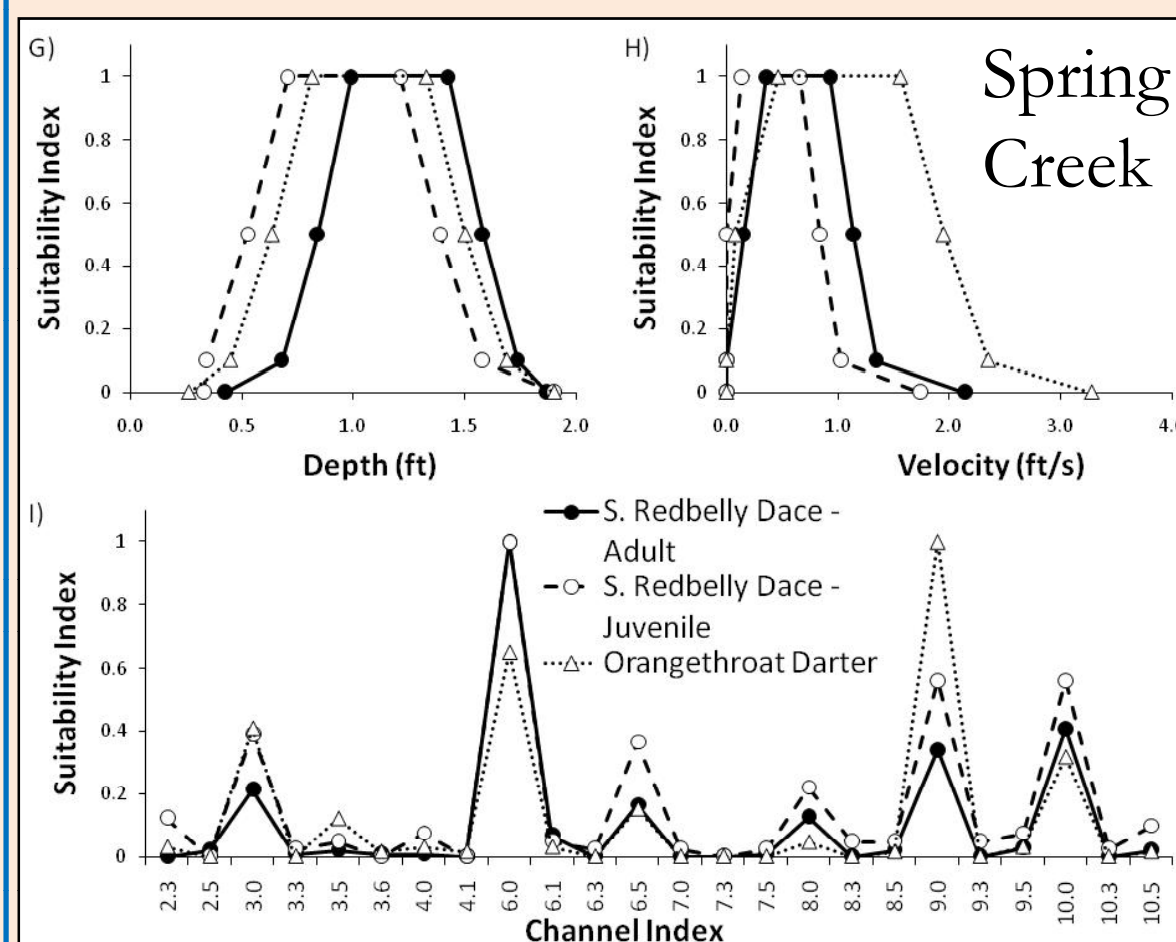 G)
Suitability Index
1
0.8
0.6
0.4
0.2
0
0.0 0.5 1.0 1.5 2.0
Depth (ft)
H)
Spring
Creek
Suitability Index
1
0.8
0.6
0.4
0.2
0
0.0 1.0 2.0 3.0 4.
Velocity (ft/s)
I)
S. Redbelly Dace -
Adult
S. Redbelly Dace -
Juvenile
Orangethroat Darter
Suitability Index
1
0.8
0.6
0.4
0.2
0
2.3 2.5 3.0 3.3 3.5 3.6 4.0 4.1 6.0 6.1 6.3 6.5 7.0 7.3 7.5 8.0 8.3 8.5 9.0 9.3 9.5 10.0 10.3 10.5
Channel Index